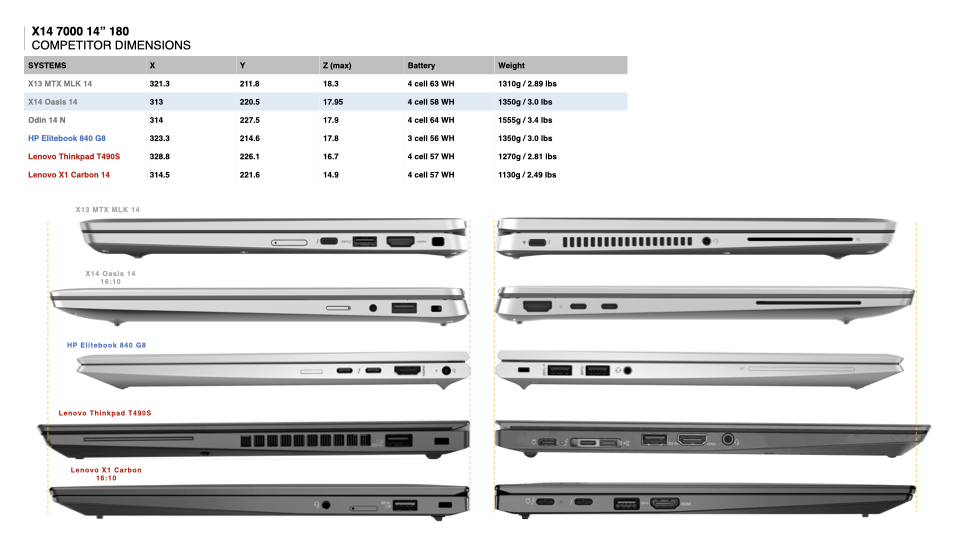 X14 7000 14” 180
COMPETITOR DIMENSIONS
SYSTEMS X Y Z (max) Battery Weight
X13 MTX MLK 14 321.3 211.8 18.3 4 cell 63 WH 1310g / 2.89 lbs
X14 Oasis 14 313 220.5 17.95 4 cell 58 WH 1350g / 3.0 lbs
Odin 14 N 314 227.5 17.9 4 cell 64 WH 1555g / 3.4 lbs
HP Elitebook 840 G8 323.3 214.6 17.8 3 cell 56 WH 1350g / 3.0 lbs
Lenovo Thinkpad T490S 328.8 226.1 16.7 4 cell 57 WH 1270g / 2.81 lbs
Lenovo X1 Carbon 14 314.5 221.6 14.9 4 cell 57 WH 1130g / 2.49 lbs
X13 MTX MLK 14
X14 Oasis 14
16:10
HP Elitebook 840 G8
Lenovo Thinkpad T490S
Lenovo X1 Carbon
16:10